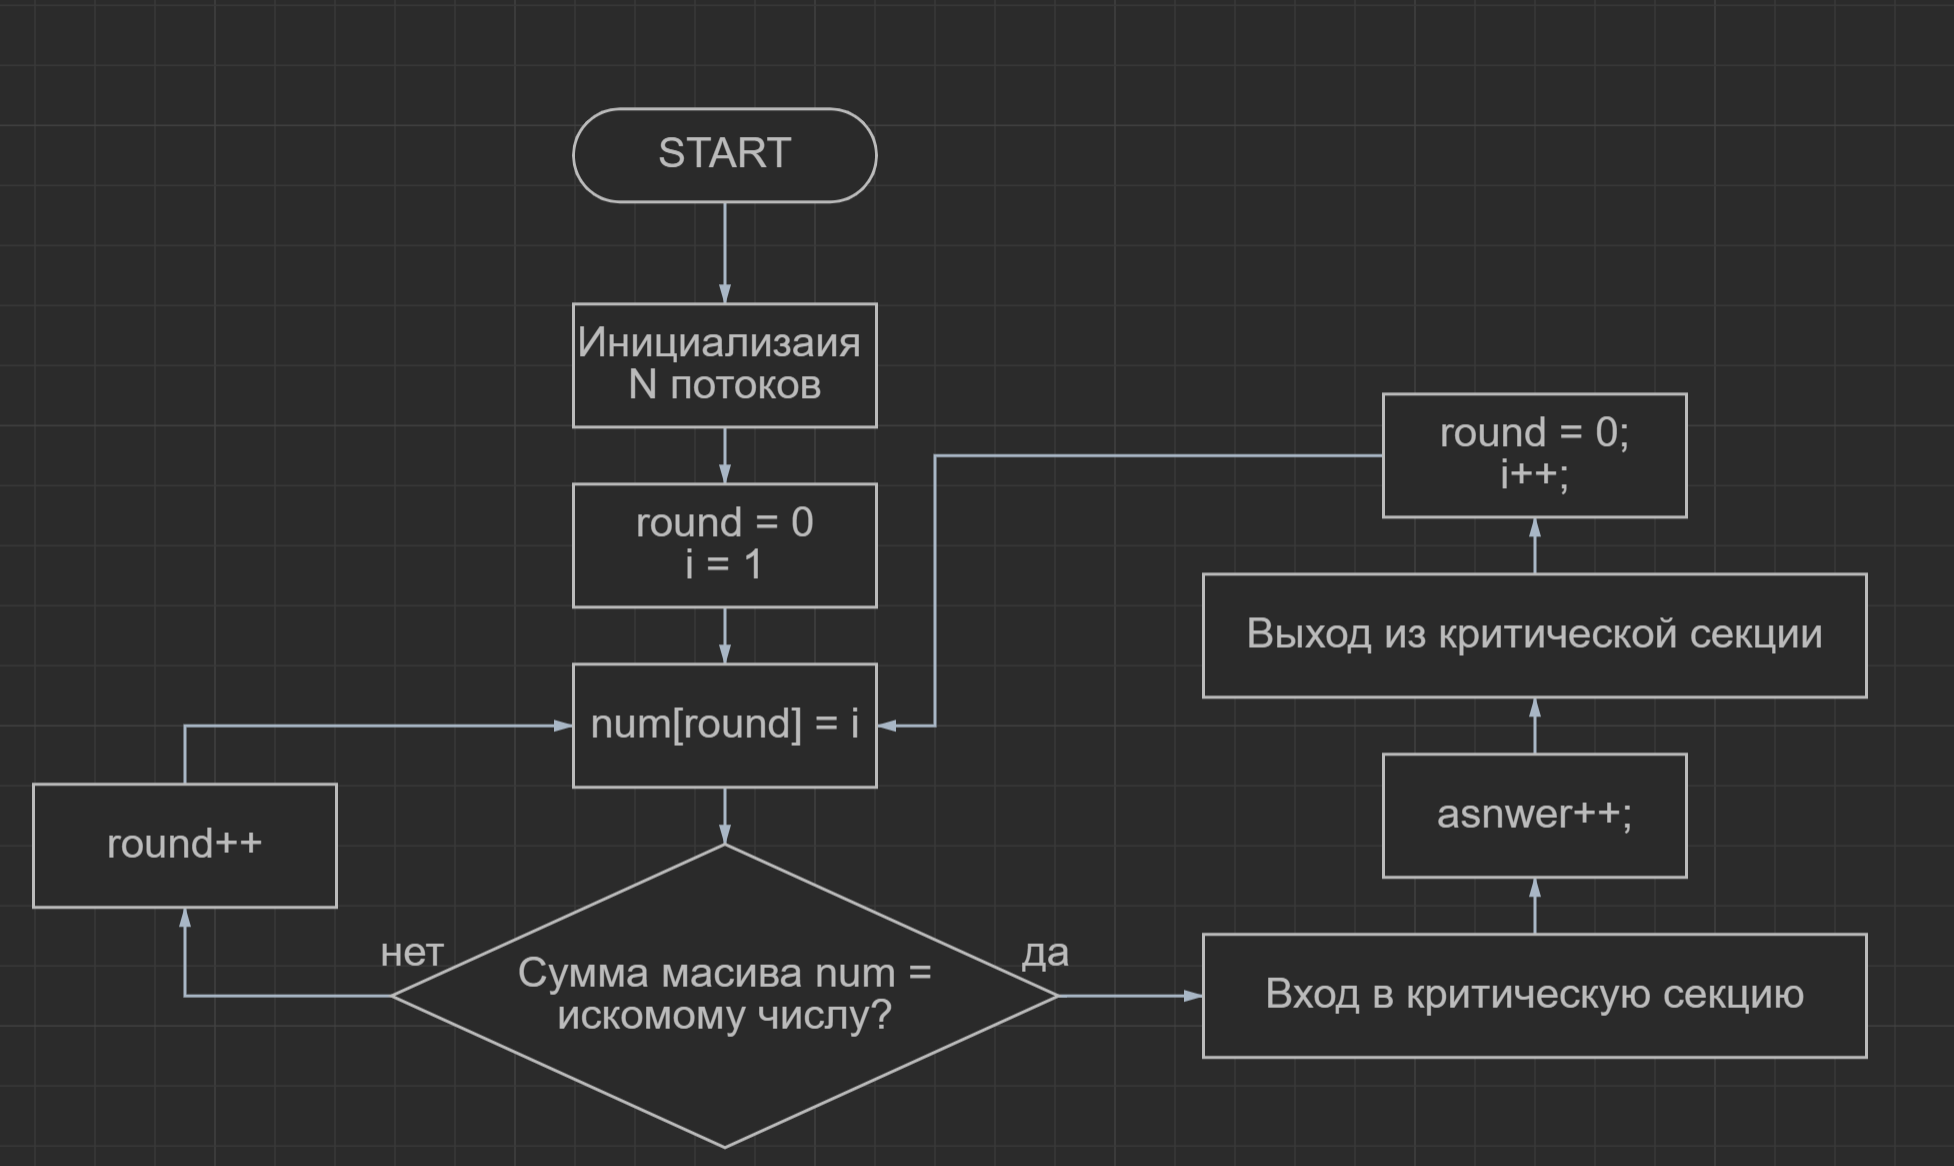 START
Инициализаия
N потоков
round = 0
i = 1
num[round] = i
round++
нет
Сумма масива num =
искомому числу?
да
Вход в критическую секцию
asnwer++;
Выход из критической секции
round = 0;
i++;